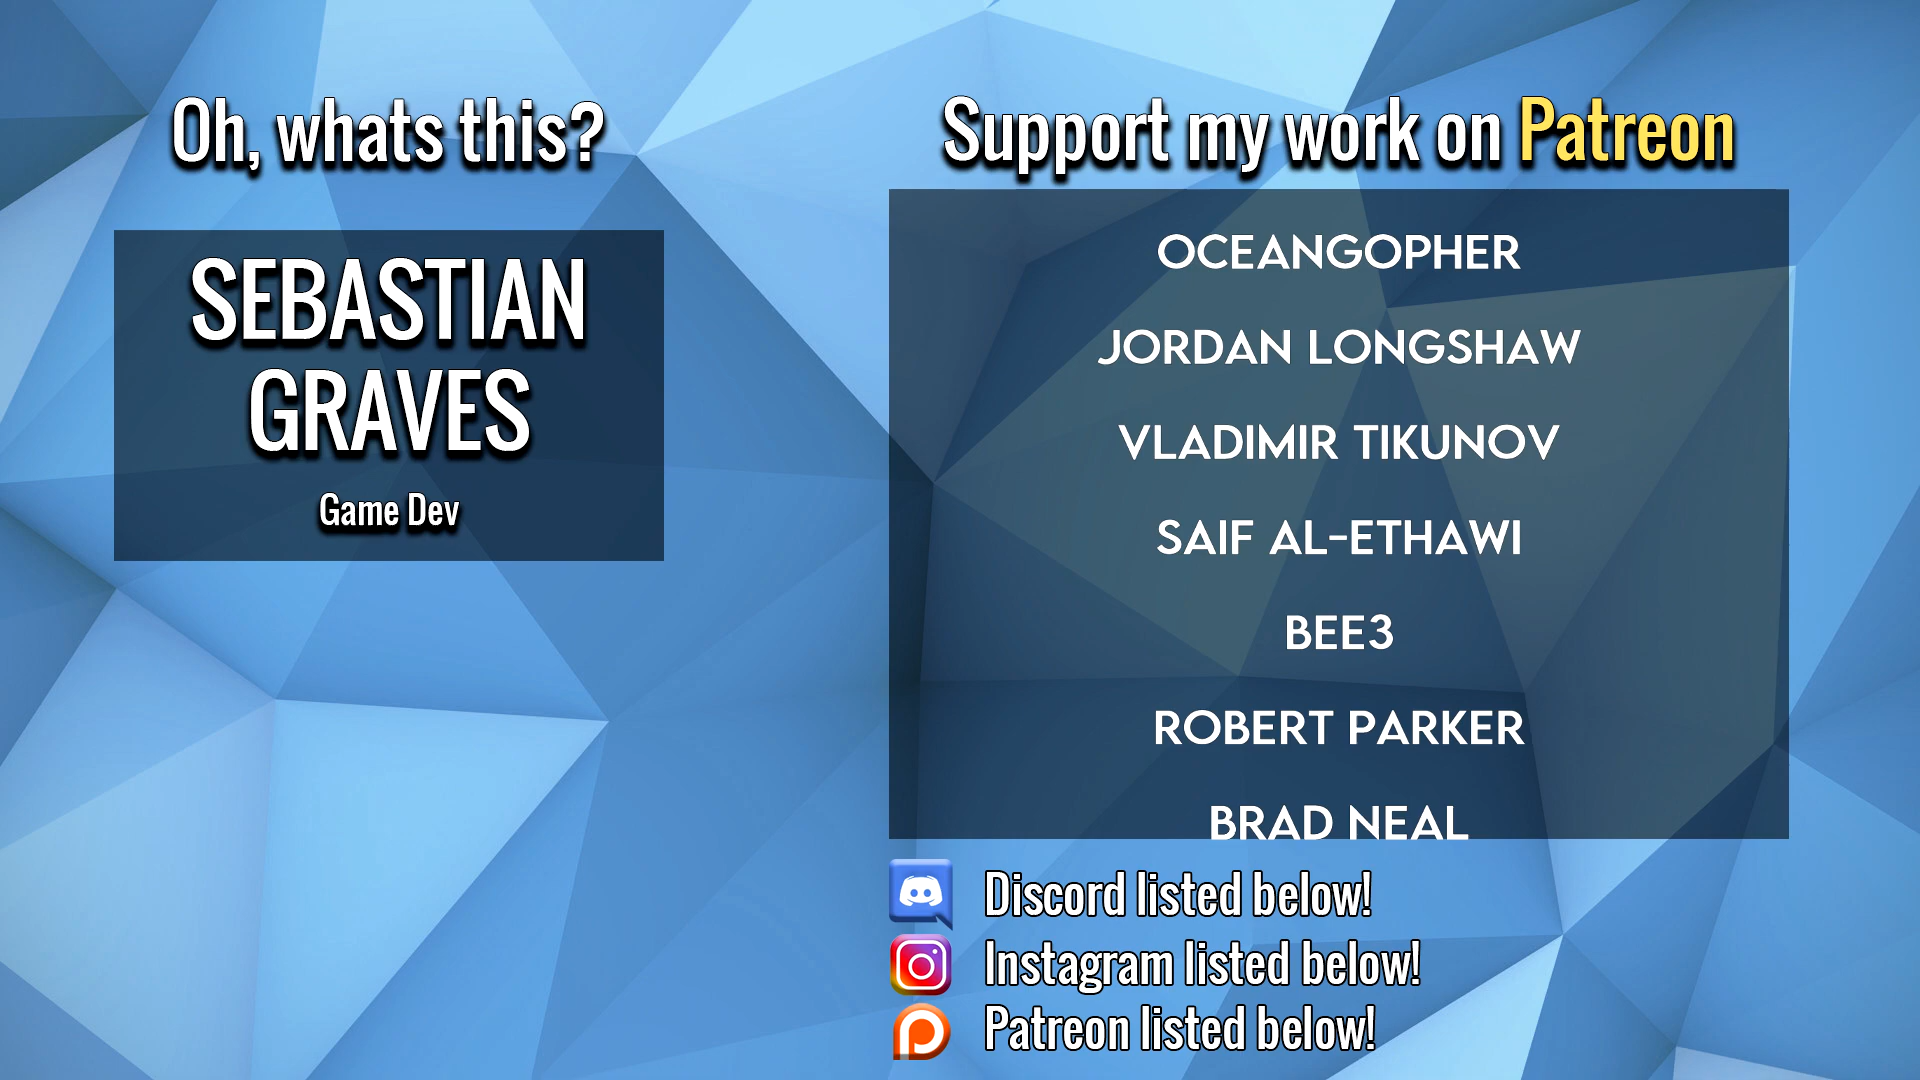 Oh, whats this?
SEBASTIAN
GRAVES
Game Dev
Support my work on Patreon
OCEANGOPHER
JORDAN LONGSHAW
VLADIMIR TIKUNOV
SAIF AL-ETHAWI
BEE3
ROBERT PARKER
BRAD NEAL
Discord listed below!
Instagram listed below!
Patreon listed below!